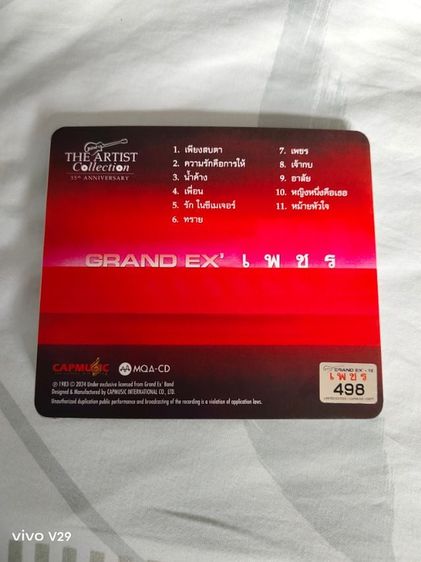 THE ARTIST
Collection
55th ANNIVERSARY
1. เพียงสบตา
2. ความรักคือการให้
3. น้ำค้าง
4. เพื่อน
5. รัก ในซีเมเจอร์
6. ทราย
7. เพชร
8. เจ้ากบ
9. อาลัย
10. หญิงหนึ่งคือเธอ
11. หม้ายหัวใจ
GRAND EX' เพชร
CAPMUSIC
MQA-CD
℗ 1983 © 2024 Under exclusive licensed from Grand Ex' Band
Designed & Manufactured by CAPMUSIC INTERNATIONAL CO., LTD.
Unauthorized duplication public performance and broadcasting of the recording is a violation of application laws.
GRAND EX'
เพชร
498
vivo V29